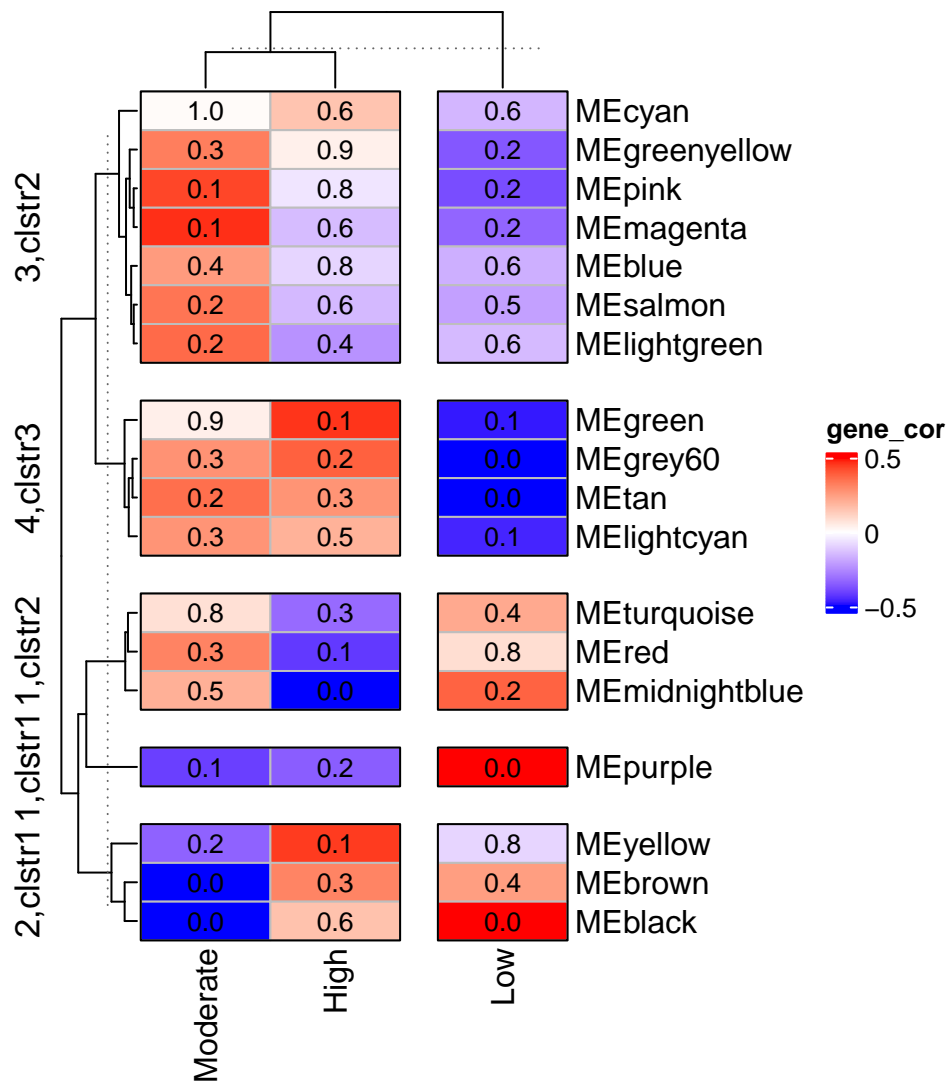 3,clstr2
1.0 0.6 0.6 MEcyan
0.3 0.9 0.2 MEgreenyellow
0.1 0.8 0.2 MEpink
0.1 0.6 0.2 MEmagenta
0.4 0.8 0.6 MEblue
0.2 0.6 0.5 MEsalmon
0.2 0.4 0.6 MElightgreen
4,clstr3
0.9 0.1 0.1 MEgreen
0.3 0.2 0.0 MEgrey60
0.2 0.3 0.0 MEtan
0.3 0.5 0.1 MElightcyan
1,clstr2
0.8 0.3 0.4 MEturquoise
0.3 0.1 0.8 MEred
0.5 0.0 0.2 MEmidnightblue
1,clstr1
0.1 0.2 0.0 MEpurple
2,clstr1
0.2 0.1 0.8 MEyellow
0.0 0.3 0.4 MEbrown
0.0 0.6 0.0 MEblack
Moderate
High
Low
gene_cor
0.5
0
−0.5